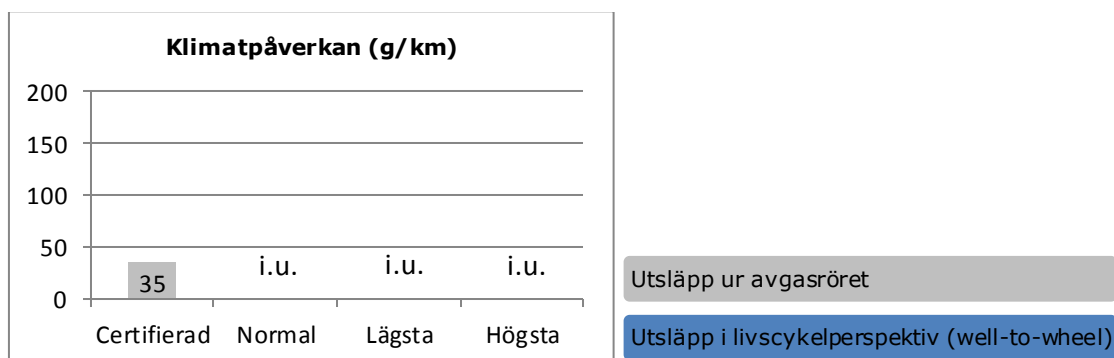 Klimatpåverkan (g/km)
200
150
100
50
0
35
i.u.
i.u.
i.u.
Certifierad
Normal
Lägsta
Högsta
Utsläpp ur avgasröret
Utsläpp i livscykelperspektiv (well-to-wheel)